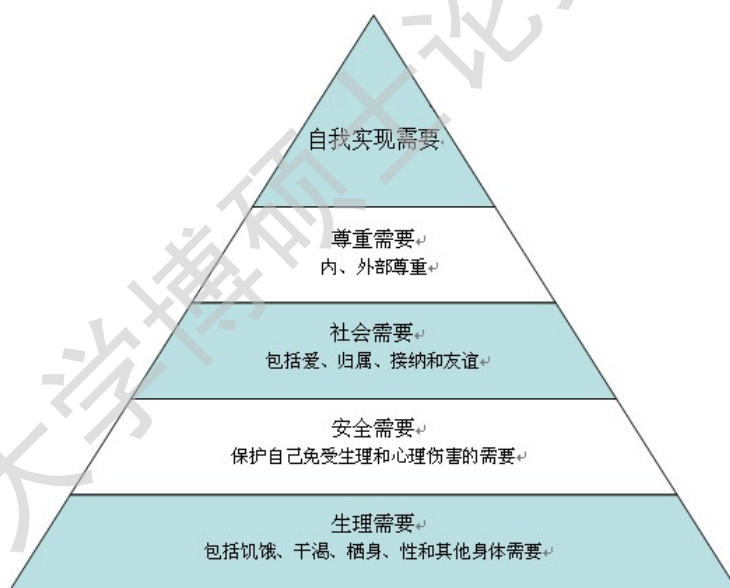 自我实现需要
尊重需要
内、外部尊重
社会需要
包括爱、归属、接纳和友谊
安全需要
保护自己免受生理和心理伤害的需要
生理需要
包括饥饿、干渴、栖身、性和其他身体需要
大学博硕士论